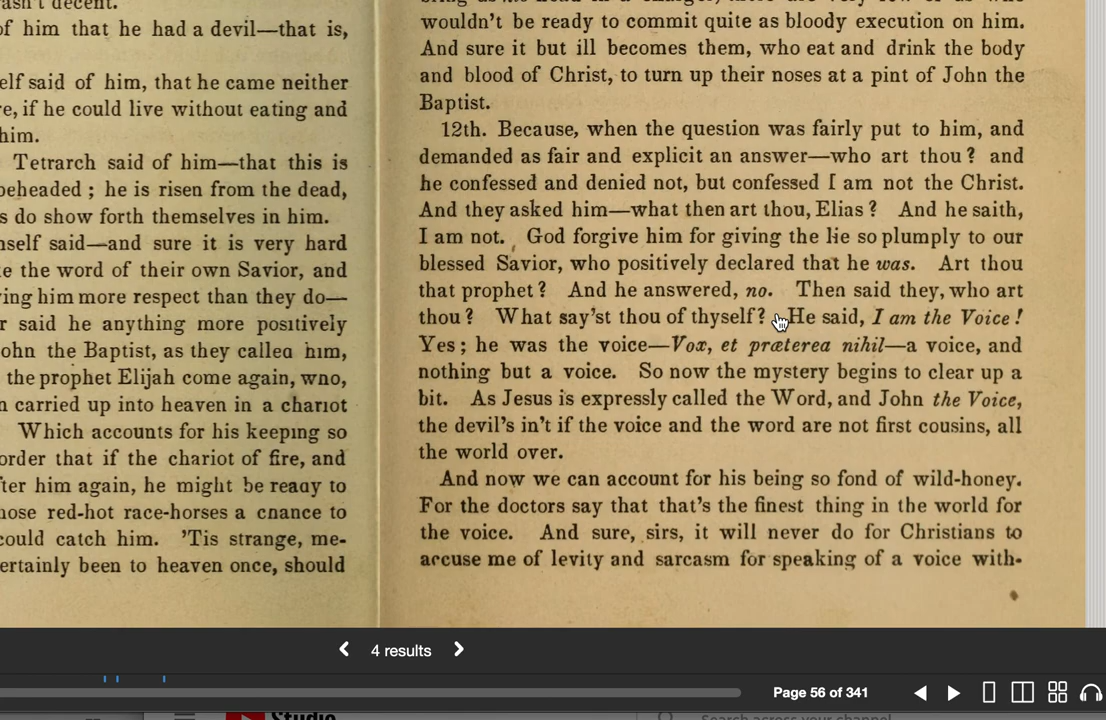 asn't decent.
of him that he had a devil—that is,
elf said of him, that he came neither
e, if he could live without eating and
him.
Tetrarch said of him—that this is
beheaded ; he is risen from the dead,
s do show forth themselves in him.
self said—and sure it is very hard
e the word of their own Savior, and
ing him more respect than they do—
r said he anything more positively
ohn the Baptist, as they called him,
the prophet Elijah come again, who,
n carried up into heaven in a chariot
Which accounts for his keeping so
order that if the chariot of fire, and
ter him again, he might be ready to
hose red-hot race-horses a chance to
could catch him. 'Tis strange, me-
ertainly been to heaven once, should
wouldn't be ready to commit quite as bloody execution on him.
And sure it but ill becomes them, who eat and drink the body
and blood of Christ, to turn up their noses at a pint of John the
Baptist.
12th. Because, when the question was fairly put to him, and
demanded as fair and explicit an answer—who art thou ? and
he confessed and denied not, but confessed I am not the Christ.
And they asked him—what then art thou, Elias ? And he saith,
I am not. God forgive him for giving the lie so plumply to our
blessed Savior, who positively declared that he was. Art thou
that prophet ? And he answered, no. Then said they, who art
thou ? What say'st thou of thyself ? He said, I am the Voice !
Yes ; he was the voice—Vox, et præterea nihil—a voice, and
nothing but a voice. So now the mystery begins to clear up a
bit. As Jesus is expressly called the Word, and John the Voice,
the devil's in't if the voice and the word are not first cousins, all
the world over.
And now we can account for his being so fond of wild-honey.
For the doctors say that that's the finest thing in the world for
the voice. And sure, sirs, it will never do for Christians to
accuse me of levity and sarcasm for speaking of a voice with-
4 results
Page 56 of 341
Studio
Search across your channel